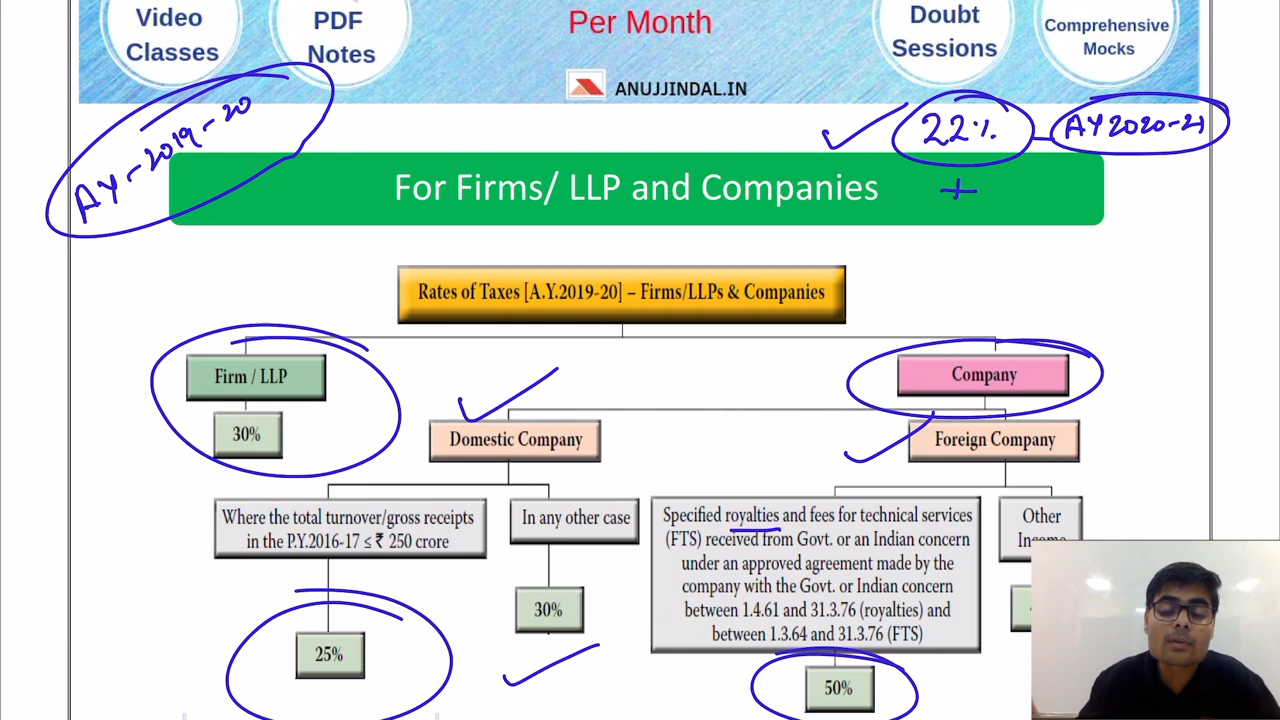 Video
Classes
PDF
Notes
Per Month
Doubt
Sessions
Comprehensive
Mocks
ANUJJINDAL.IN
AY-2019-20
22%
AY 2020-21
For Firms/ LLP and Companies
+
Rates of Taxes [A.Y.2019-20] – Firms/LLPs & Companies
Firm / LLP
30%
Company
Domestic Company
Foreign Company
Where the total turnover/gross receipts
in the P.Y.2016-17 ≤ ₹ 250 crore
25%
In any other case
30%
Specified royalties and fees for technical services
(FTS) received from Govt. or an Indian concern
under an approved agreement made by the
company with the Govt. or Indian concern
between 1.4.61 and 31.3.76 (royalties) and
between 1.3.64 and 31.3.76 (FTS)
50%
Other